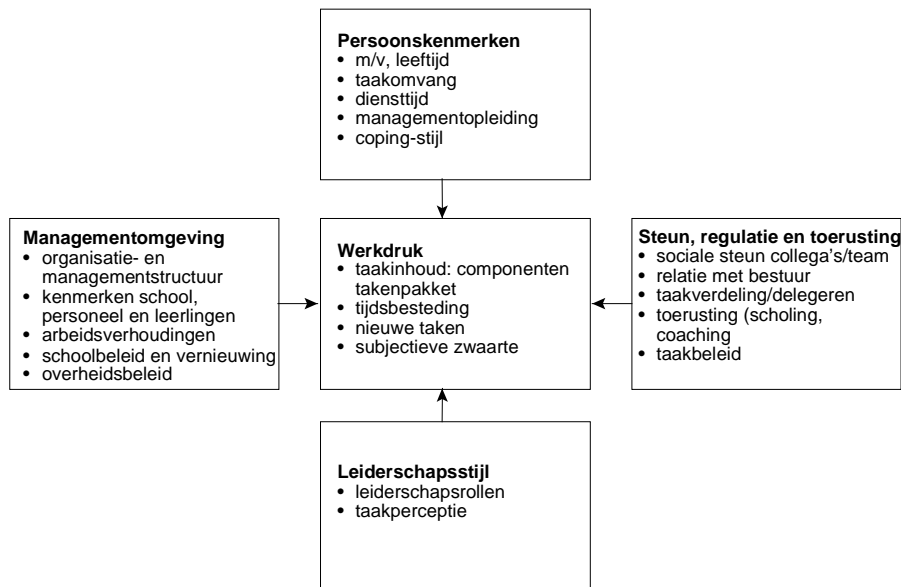 Persoonskenmerken
• m/v, leeftijd
• taakomvang
• diensttijd
• managementopleiding
• coping-stijl
Managementomgeving
• organisatie- en
managementstructuur
• kenmerken school,
personeel en leerlingen
• arbeidsverhoudingen
• schoolbeleid en vernieuwing
• overheidsbeleid
Werkdruk
• taakinhoud: componenten
takenpakket
• tijdsbesteding
• nieuwe taken
• subjectieve zwaarte
Steun, regulatie en toerusting
• sociale steun collega's/team
• relatie met bestuur
• taakverdeling/delegeren
• toerusting (scholing,
coaching
• taakbeleid
Leiderschapsstijl
• leiderschapsrollen
• taakperceptie